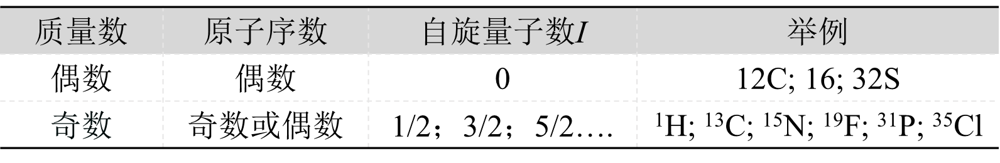 质量数 原子序数 自旋量子数I 举例
偶数 偶数 0 12C; 16; 32S
奇数 奇数或偶数 1/2；3/2；5/2…. ¹H; ¹³C; ¹⁵N; ¹⁹F; ³¹P; ³⁵Cl